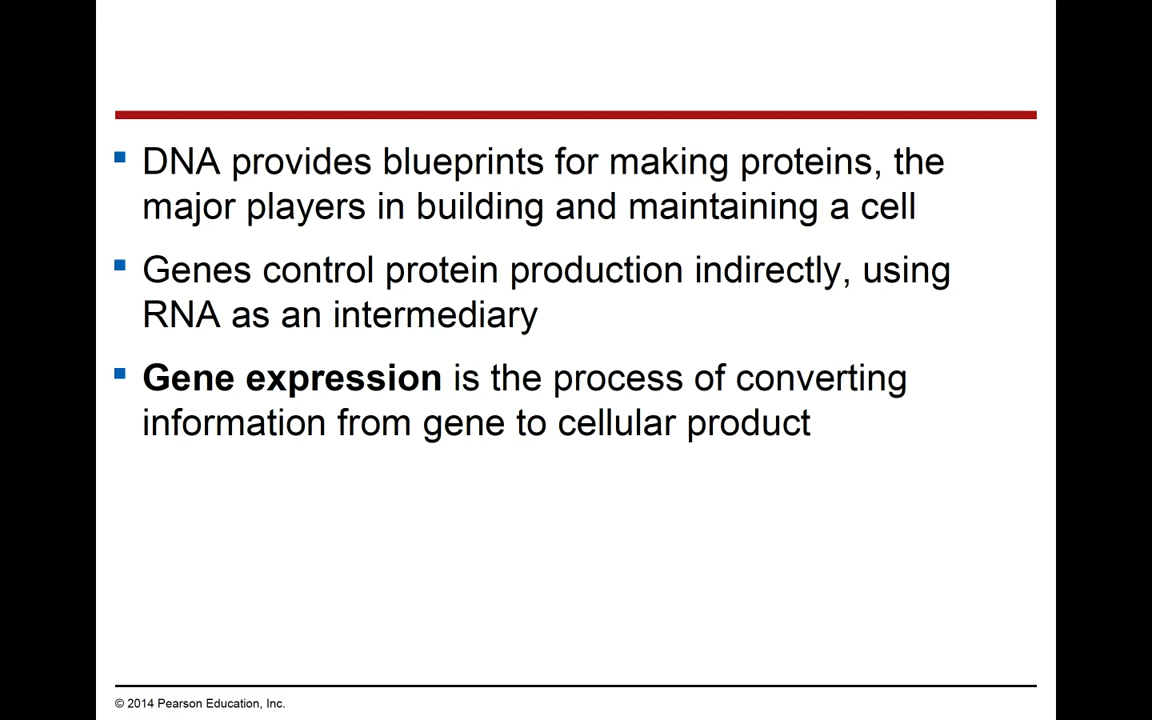 DNA provides blueprints for making proteins, the
major players in building and maintaining a cell
Genes control protein production indirectly, using
RNA as an intermediary
Gene expression is the process of converting
information from gene to cellular product
© 2014 Pearson Education, Inc.